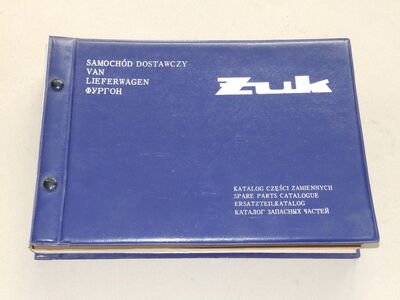 SAMOCHÓD DOSTAWCZY
VAN
LIEFERWAGEN
ФУРГОН
Żuk
KATALOG CZĘŚCI ZAMIENNYCH
SPARE PARTS CATALOGUE
ERSATZTEILKATALOG
КАТАЛОГ ЗАПАСНЫХ ЧАСТЕЙ